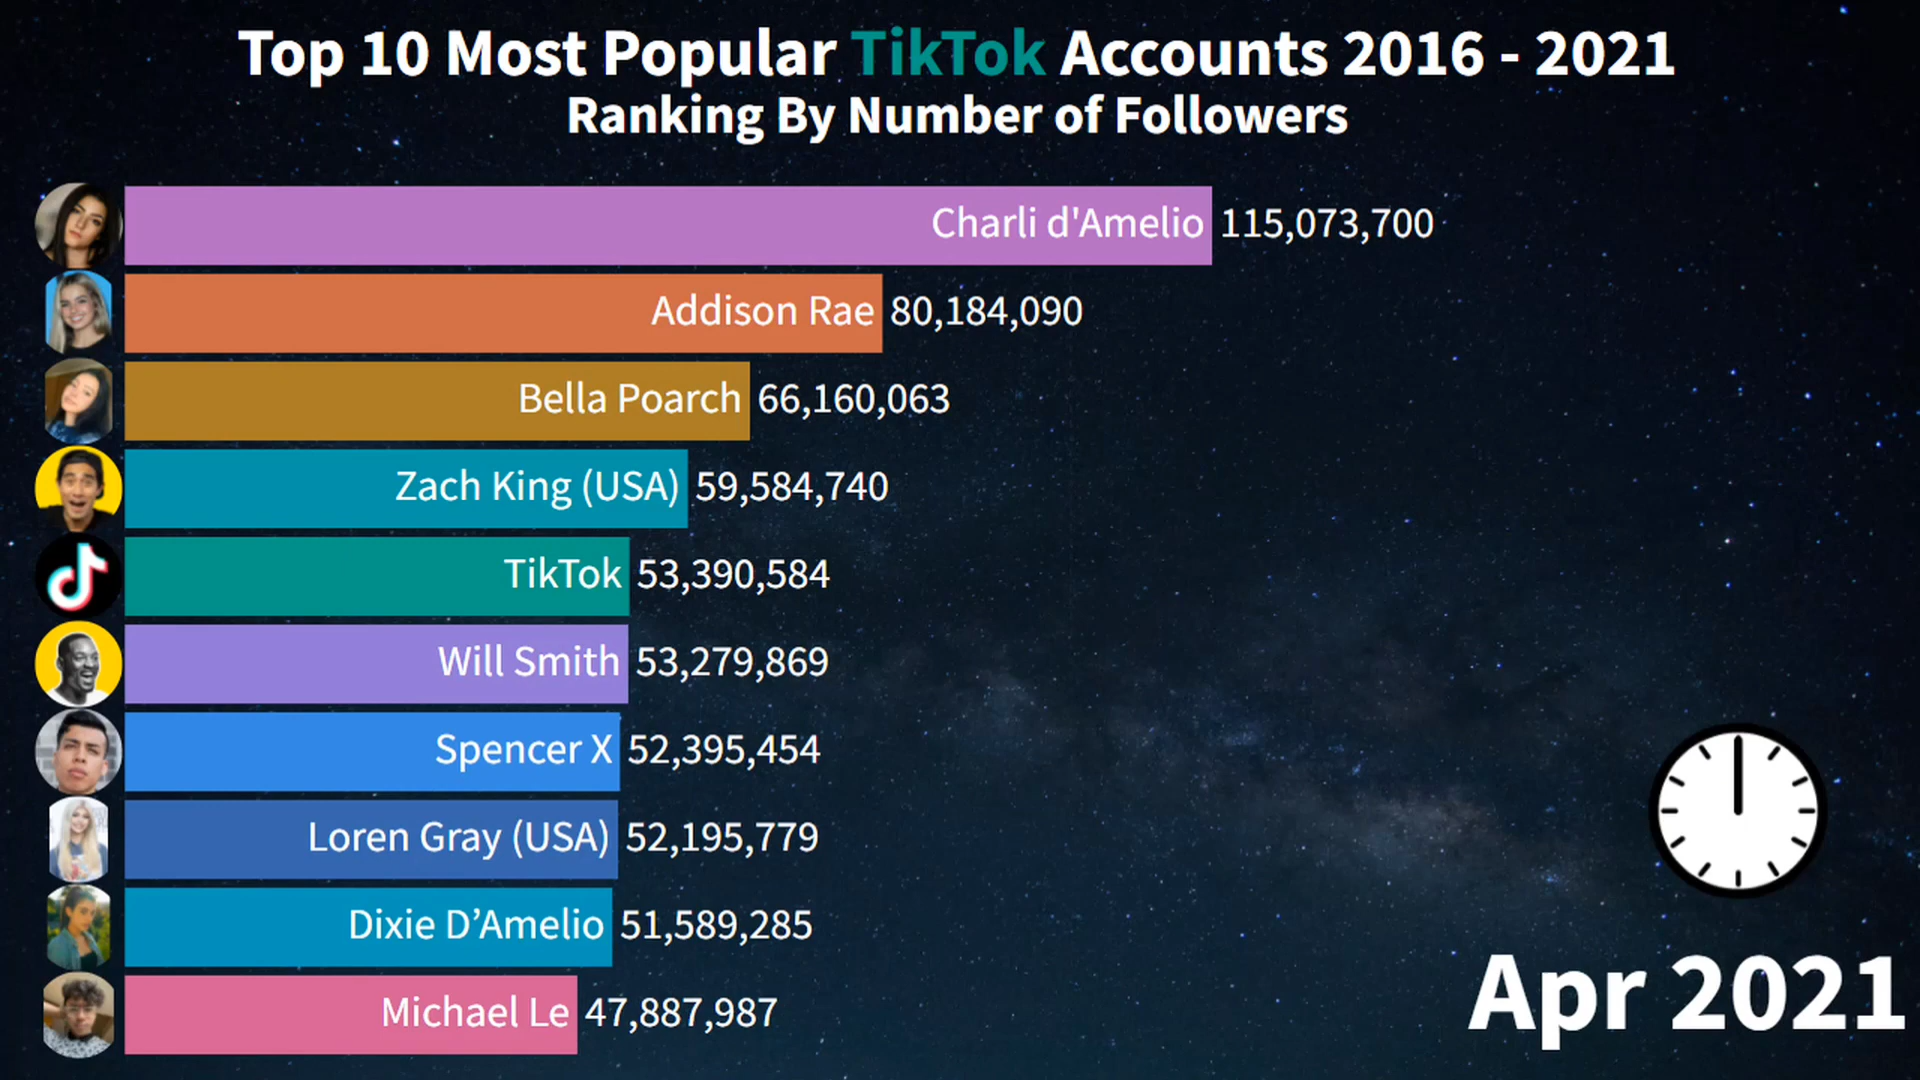 Top 10 Most Popular TikTok Accounts 2016 - 2021
Ranking By Number of Followers
Charli d'Amelio 115,073,700
Addison Rae 80,184,090
Bella Poarch 66,160,063
Zach King (USA) 59,584,740
TikTok 53,390,584
Will Smith 53,279,869
Spencer X 52,395,454
Loren Gray (USA) 52,195,779
Dixie D’Amelio 51,589,285
Michael Le 47,887,987
Apr 2021